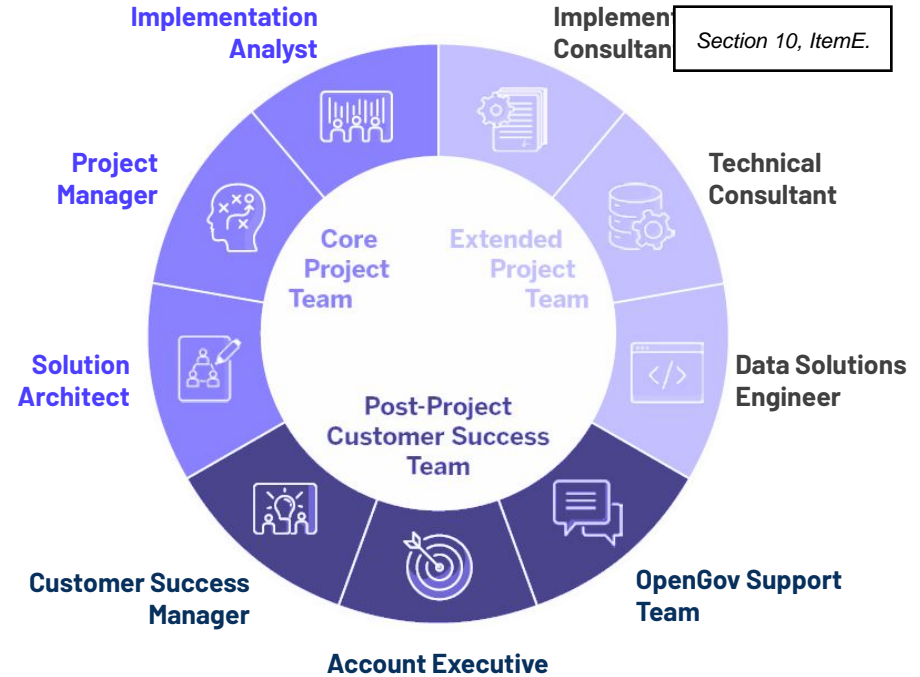 Implementation
Analyst
Section 10, ItemE.
Project
Manager
Technical
Consultant
Core
Project
Team
Extended
Project
Team
Solution
Architect
Data Solutions
Engineer
Post-Project
Customer Success
Team
Customer Success
Manager
OpenGov Support
Team
Account Executive